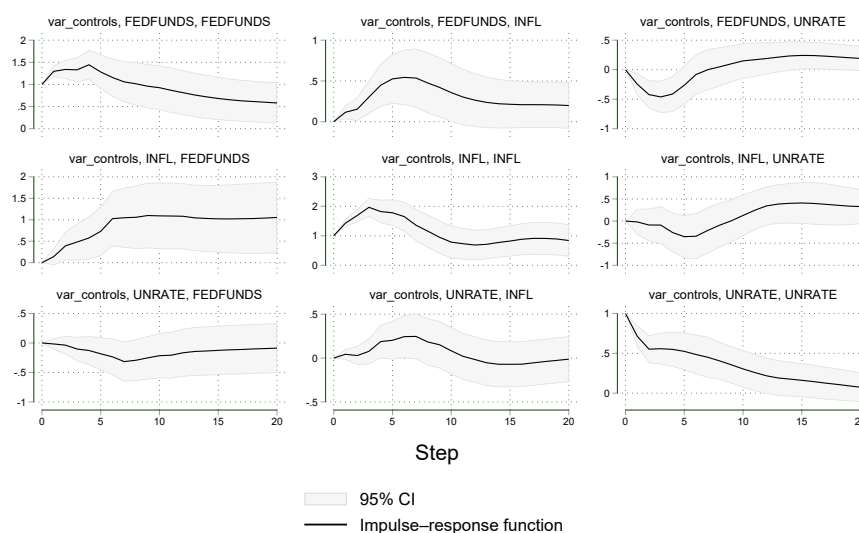 var_controls, FEDFUNDS, FEDFUNDS
var_controls, FEDFUNDS, INFL
var_controls, FEDFUNDS, UNRATE
2
1.5
1
.5
0
1
.5
0
.5
0
-.5
-1
var_controls, INFL, FEDFUNDS
var_controls, INFL, INFL
var_controls, INFL, UNRATE
2
1.5
1
.5
0
3
2
1
0
1
.5
0
-.5
-1
var_controls, UNRATE, FEDFUNDS
var_controls, UNRATE, INFL
var_controls, UNRATE, UNRATE
.5
0
-.5
-1
.5
0
-.5
1
.5
0
0 5 10 15 20
0 5 10 15 20
0 5 10 15 20
Step
95% CI
Impulse–response function